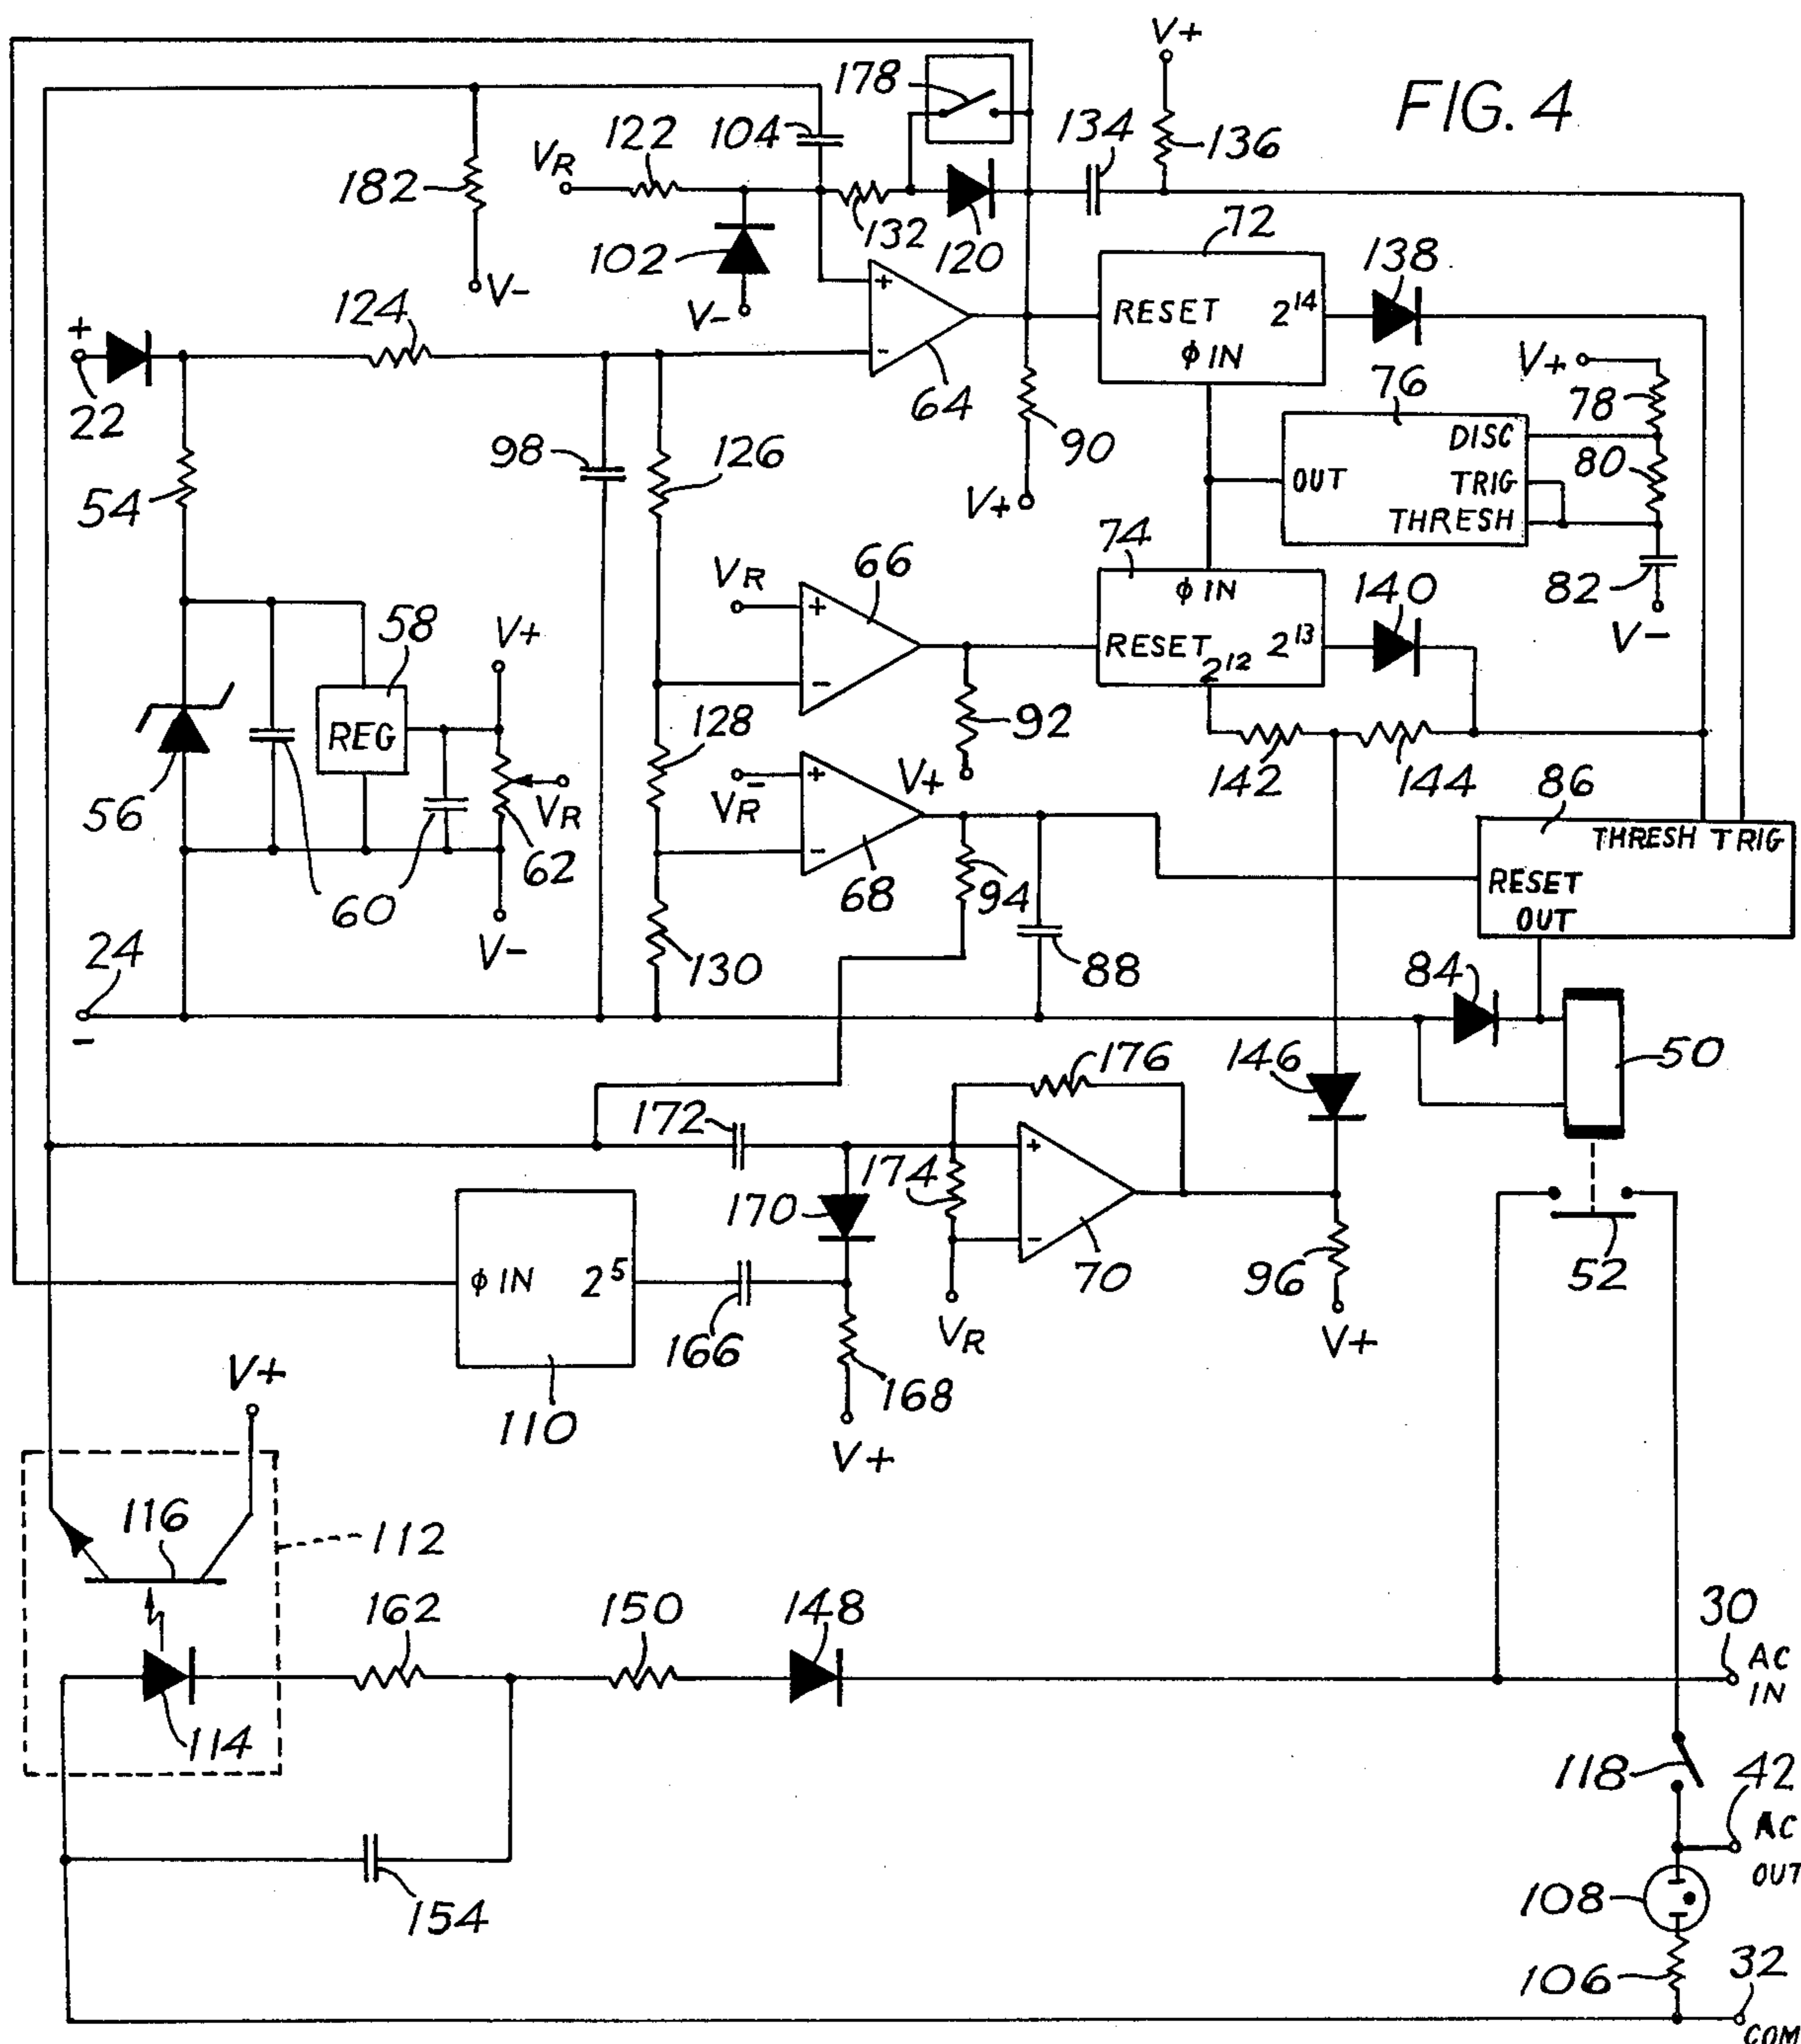 FIG. 4
V+
178
134
136
122
104
VR
182
132
120
102
V-
V-
72
RESET 2^14
φ IN
138
+
22
124
64
90
V+
76
DISC
OUT
TRIG
THRESH
V+
78
80
82
V-
54
98
126
74
φ IN
RESET 2^13
2^12
140
VR
66
58
V+
REG
VR
56
60
62
V-
128
92
V+
142
144
VR
68
94
88
86
THRESH TRIG
RESET
OUT
24
-
130
84
50
176
146
172
174
170
70
96
V+
52
φ IN 2^5
110
166
168
V+
VR
V+
116
112
162
150
148
30
AC
IN
114
118
42
AC
OUT
154
108
106
32
COM